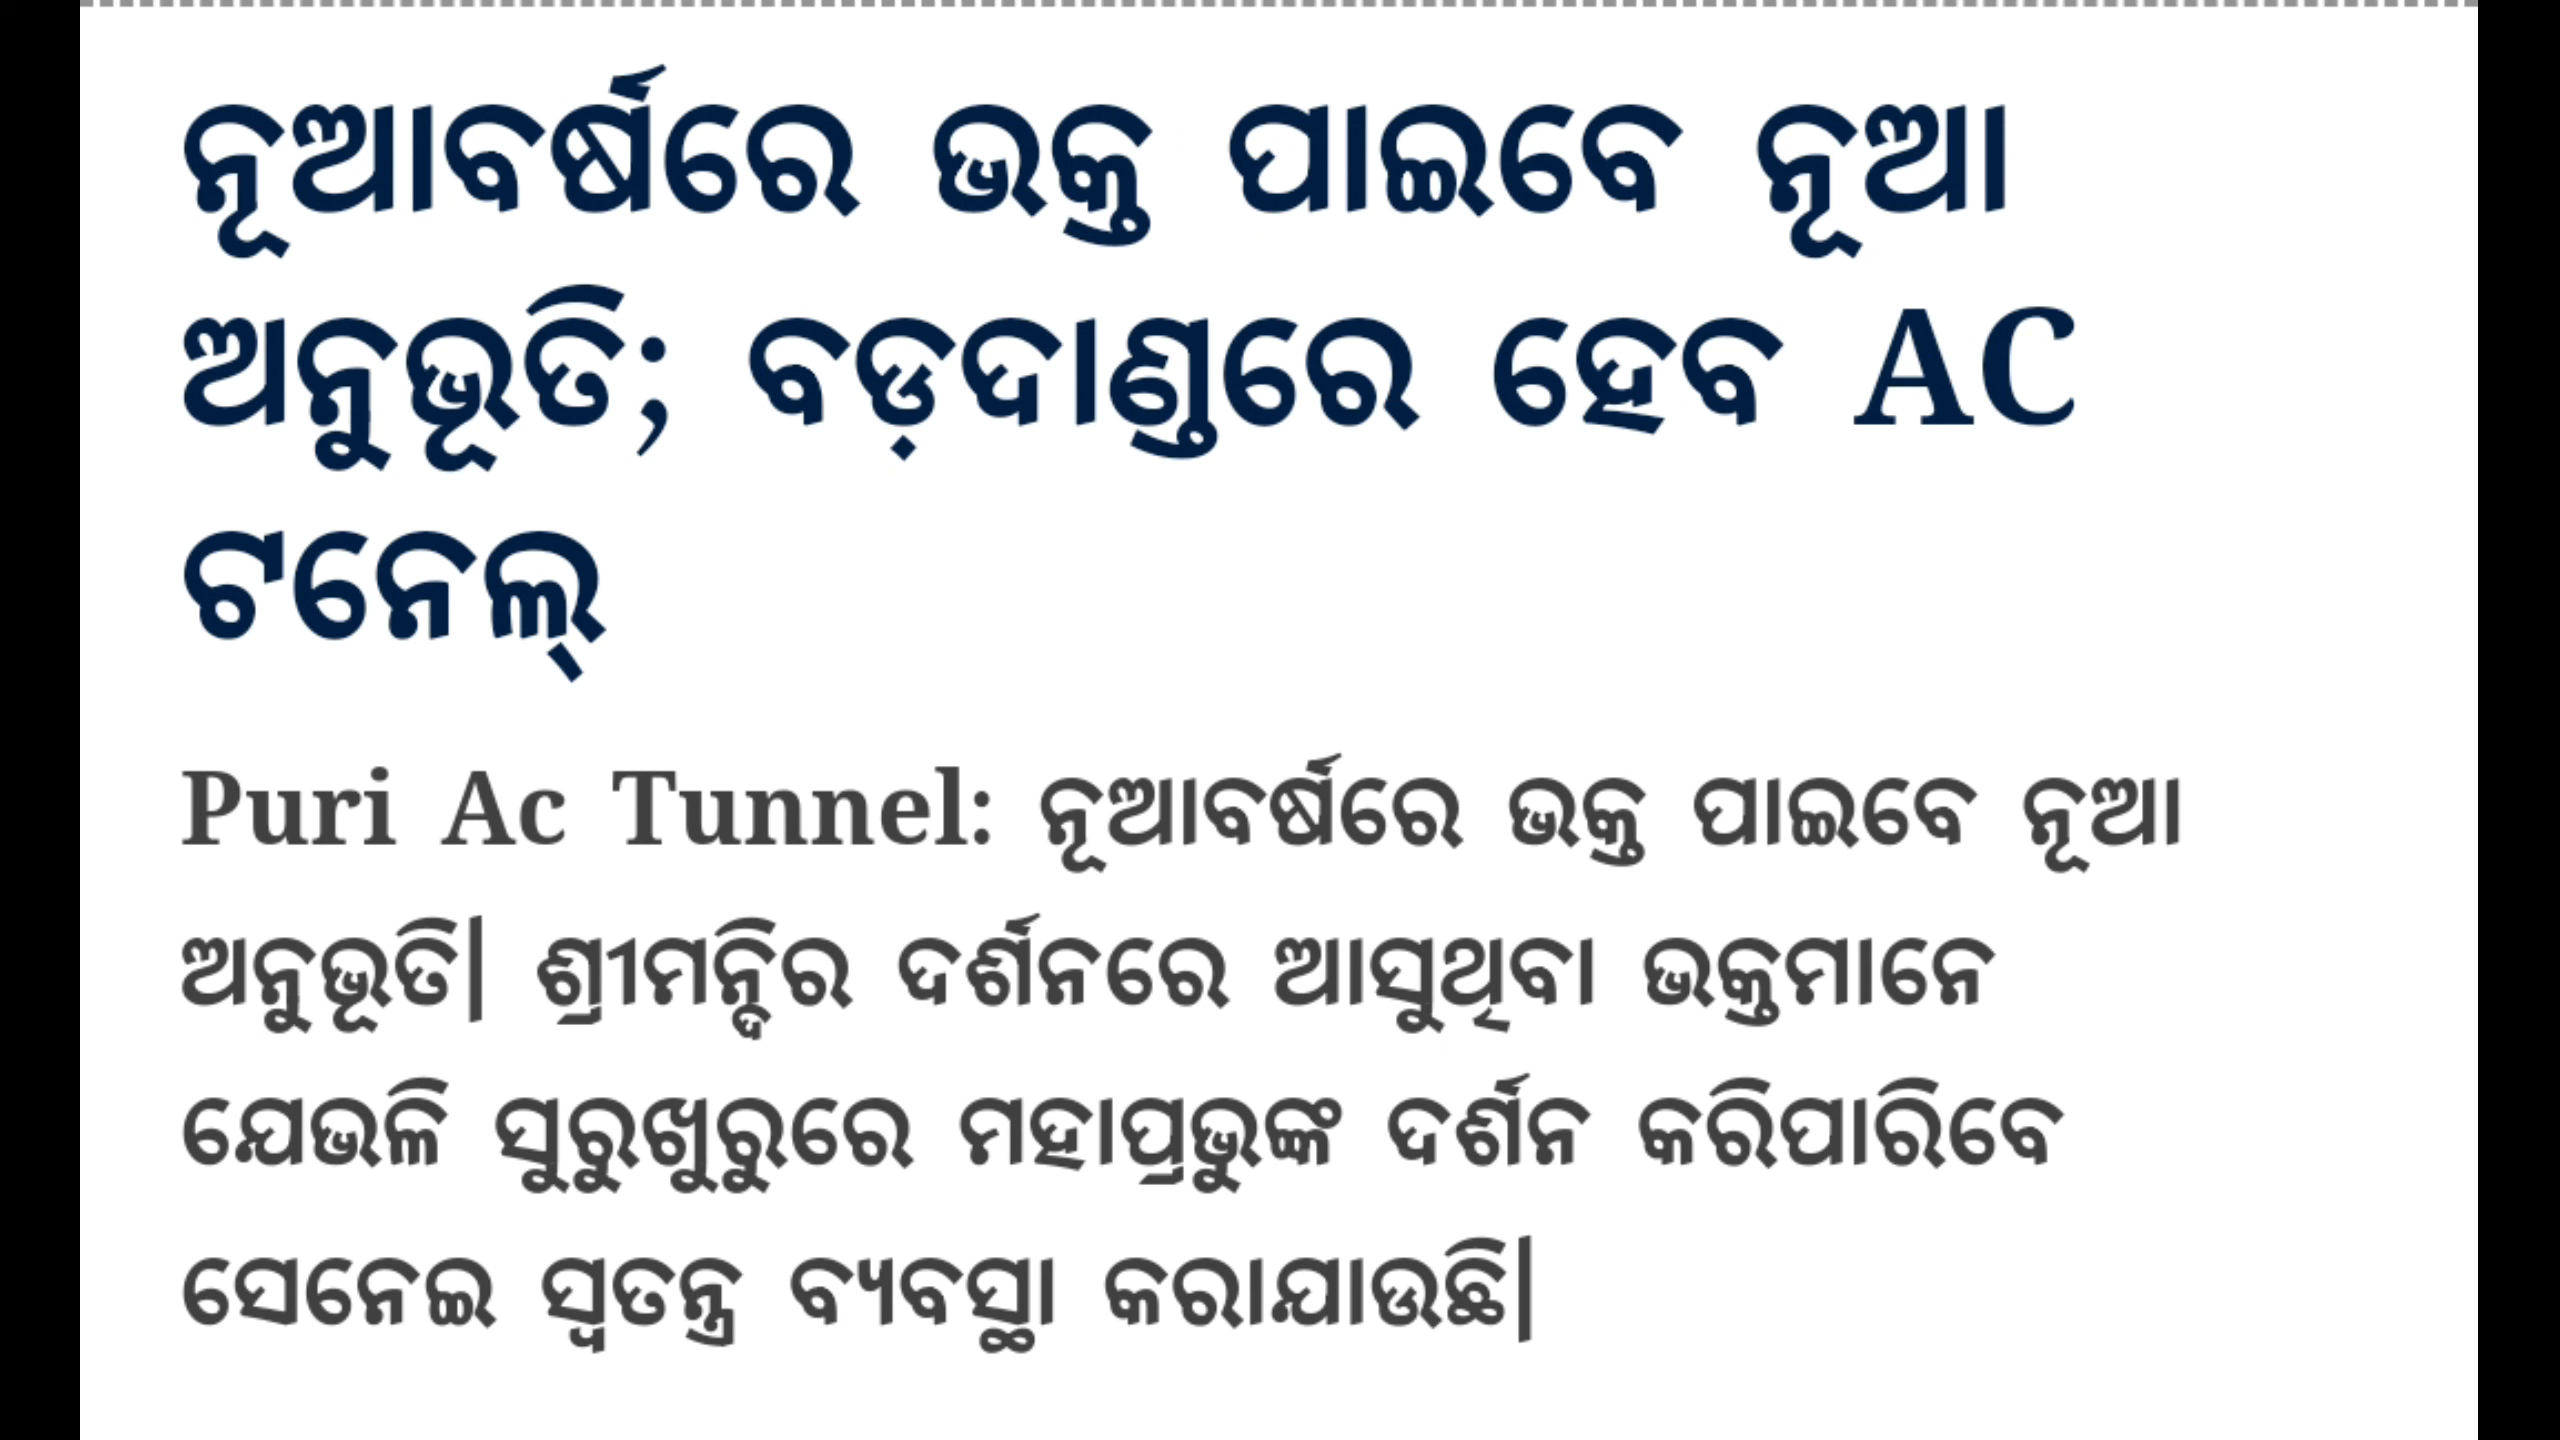 ନୂଆବର୍ଷରେ ଭକ୍ତ ପାଇବେ ନୂଆ
ଅନୁଭୂତି; ବଡ଼ଦାଣ୍ଡରେ ହେବ AC
ଟନେଲ୍
Puri Ac Tunnel: ନୂଆବର୍ଷରେ ଭକ୍ତ ପାଇବେ ନୂଆ
ଅନୁଭୂତି| ଶ୍ରୀମନ୍ଦିର ଦର୍ଶନରେ ଆସୁଥିବା ଭକ୍ତମାନେ
ଯେଭଳି ସୁରୁଖୁରୁରେ ମହାପ୍ରଭୁଙ୍କ ଦର୍ଶନ କରିପାରିବେ
ସେନେଇ ସ୍ୱତନ୍ତ୍ର ବ୍ୟବସ୍ଥା କରାଯାଉଛି|